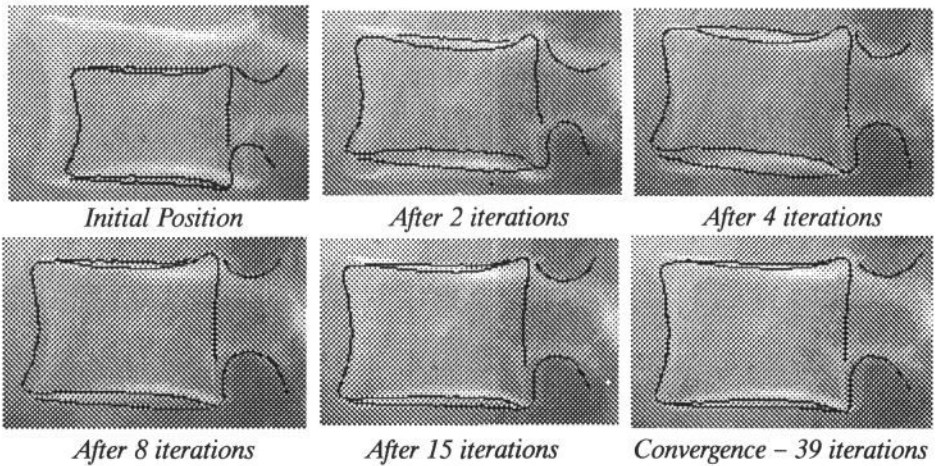 Initial Position
After 2 iterations
After 4 iterations
After 8 iterations
After 15 iterations
Convergence – 39 iterations